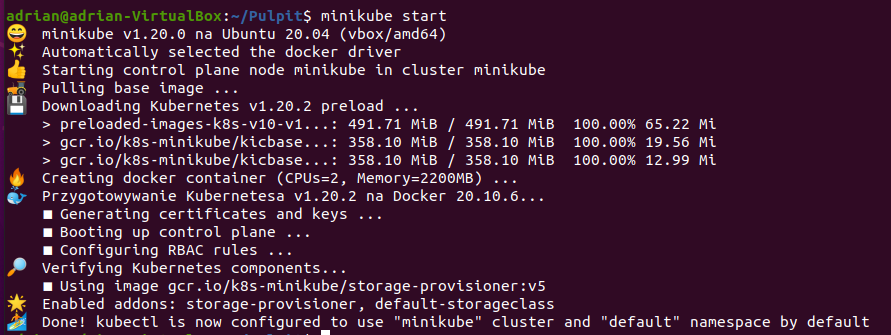 adrian@adrian-VirtualBox:~/Pulpit$ minikube start
😄 minikube v1.20.0 na Ubuntu 20.04 (vbox/amd64)
✨ Automatically selected the docker driver
👍 Starting control plane node minikube in cluster minikube
🚜 Pulling base image ...
💾 Downloading Kubernetes v1.20.2 preload ...
> preloaded-images-k8s-v10-v1...: 491.71 MiB / 491.71 MiB 100.00% 65.22 Mi
> gcr.io/k8s-minikube/kicbase...: 358.10 MiB / 358.10 MiB 100.00% 19.56 Mi
> gcr.io/k8s-minikube/kicbase...: 358.10 MiB / 358.10 MiB 100.00% 12.99 Mi
🔥 Creating docker container (CPUs=2, Memory=2200MB) ...
🐳 Przygotowywanie Kubernetesa v1.20.2 na Docker 20.10.6...
▪ Generating certificates and keys ...
▪ Booting up control plane ...
▪ Configuring RBAC rules ...
🔎 Verifying Kubernetes components...
▪ Using image gcr.io/k8s-minikube/storage-provisioner:v5
🌟 Enabled addons: storage-provisioner, default-storageclass
🏄 Done! kubectl is now configured to use "minikube" cluster and "default" namespace by default